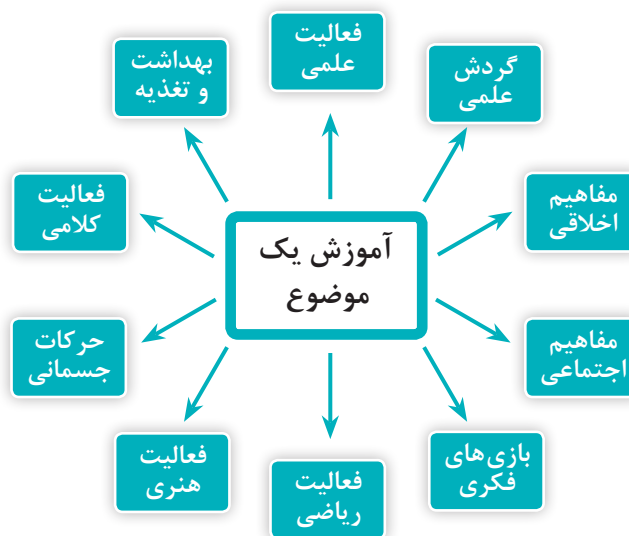 فعالیت
علمی
گردش
علمی
بهداشت
و تغذیه
مفاهیم
اخلاقی
فعالیت
کلامی
آموزش یک
موضوع
مفاهیم
اجتماعی
حرکات
جسمانی
بازی‌های
فکری
فعالیت
هنری
فعالیت
ریاضی